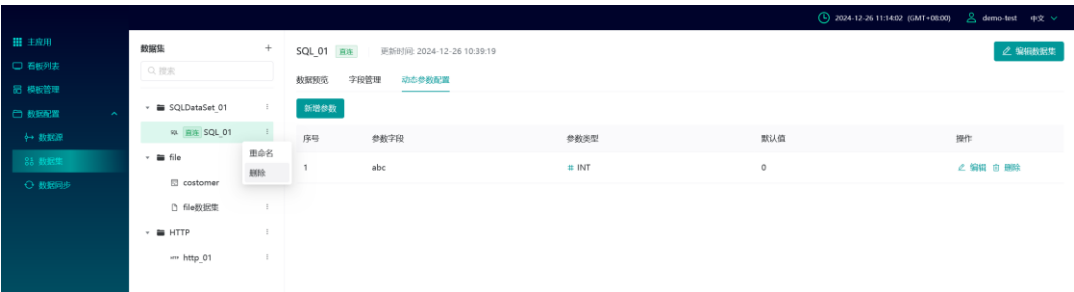 2024-12-26 11:14:02 (GMT+08:00) demo-test 中文
主应用
看板列表
模板管理
数据配置
数据源
数据集
数据同步
数据集 +
搜索
SQLDataSet_01
SQL 直连 SQL_01
重命名
删除
file
costomer
file数据集
HTTP
HTTP http_01
SQL_01 直连 更新时间: 2024-12-26 10:39:19 编辑数据集
数据预览 字段管理 动态参数配置
新增参数
序号 参数字段 参数类型 默认值 操作
1 abc # INT 0 编辑 删除